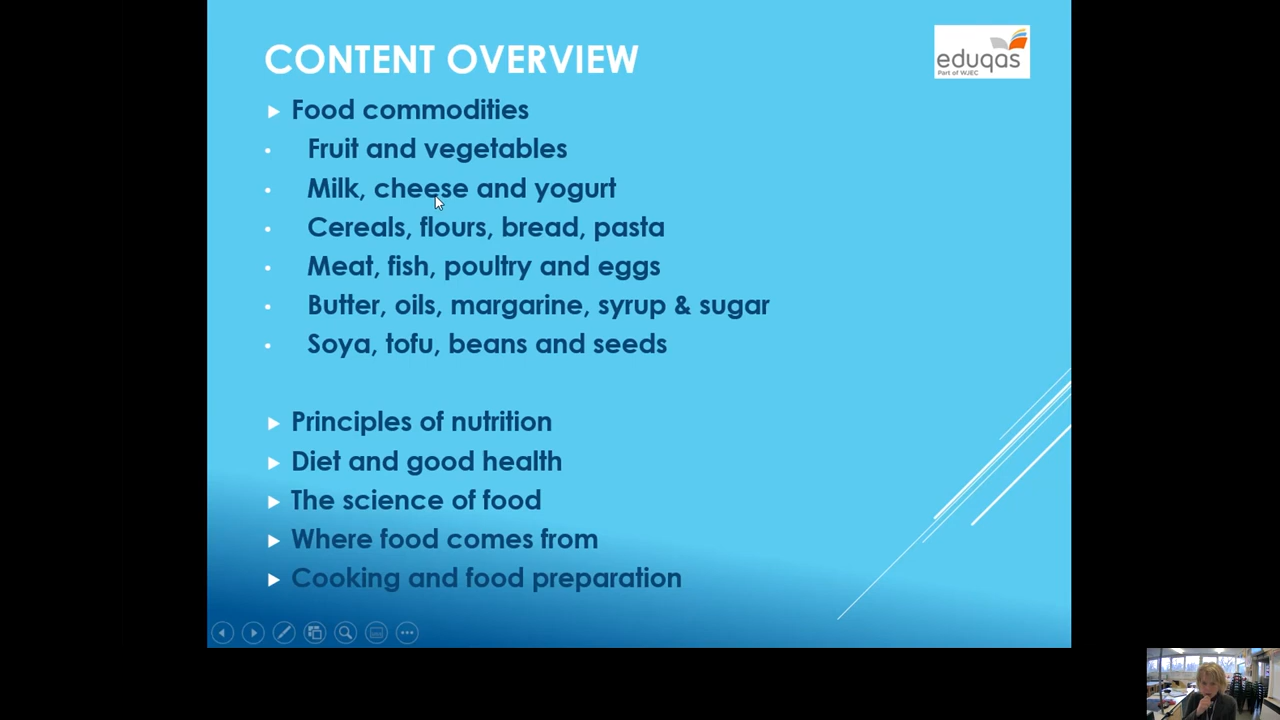 CONTENT OVERVIEW
eduqas
Part of WJEC
Food commodities
Fruit and vegetables
Milk, cheese and yogurt
Cereals, flours, bread, pasta
Meat, fish, poultry and eggs
Butter, oils, margarine, syrup & sugar
Soya, tofu, beans and seeds
Principles of nutrition
Diet and good health
The science of food
Where food comes from
Cooking and food preparation